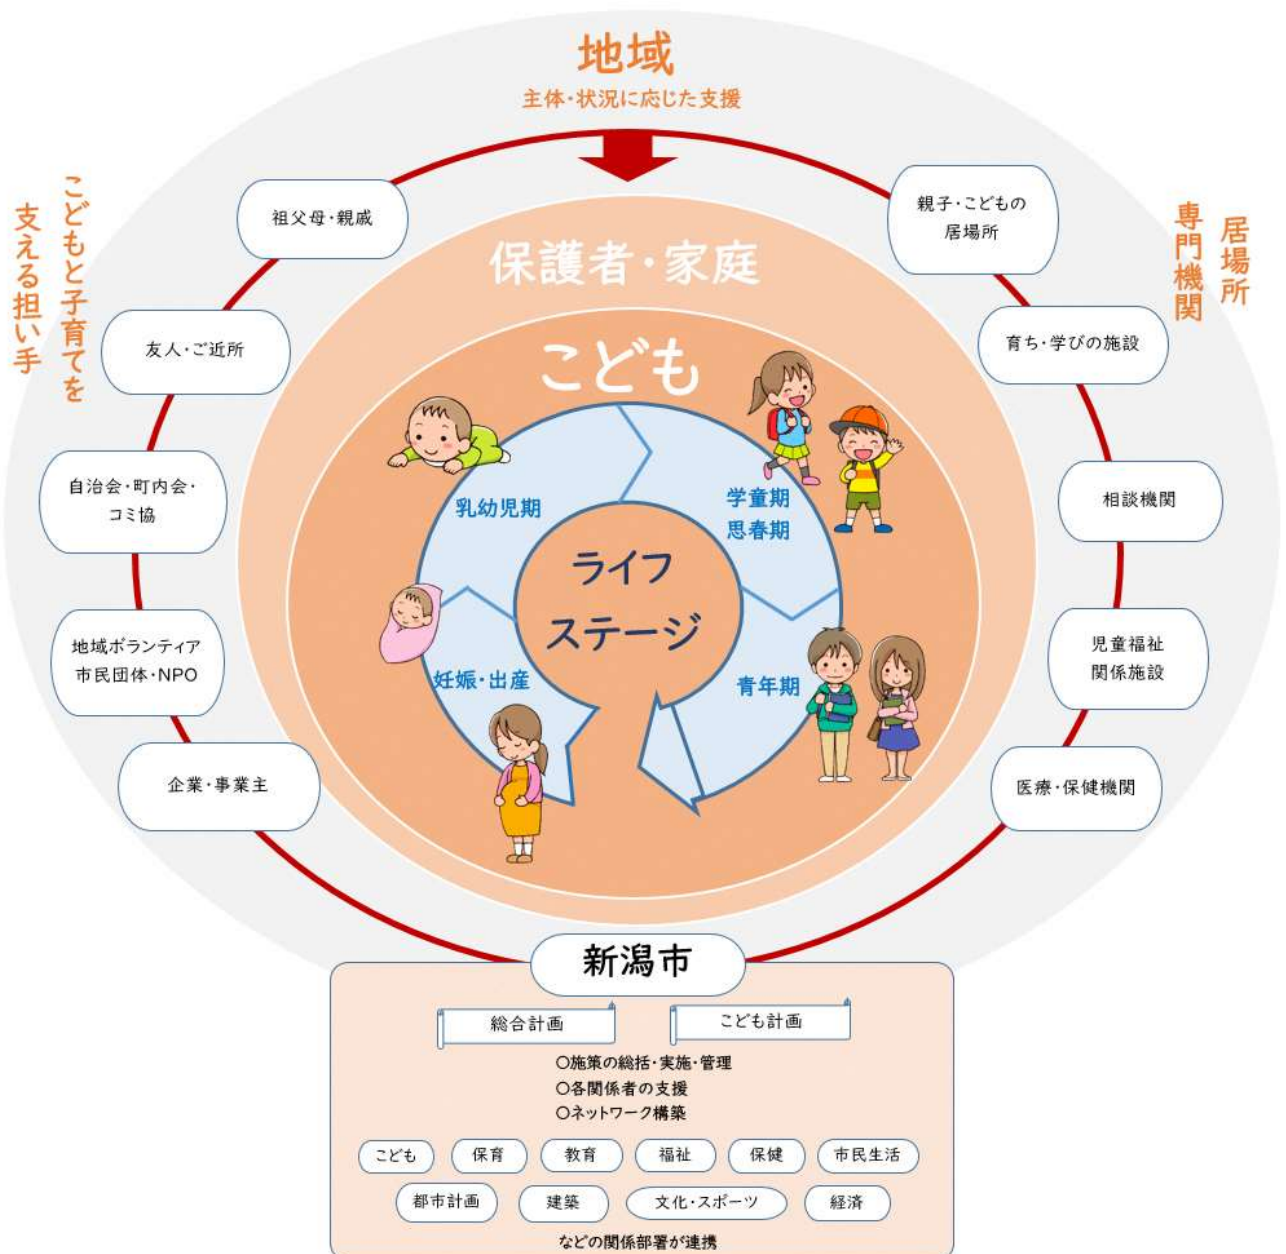 地域
主体・状況に応じた支援
こどもと子育てを
支える担い手
祖父母・親戚
友人・ご近所
自治会・町内会・
コミ協
地域ボランティア
市民団体・NPO
企業・事業主
居場所
専門機関
親子・こどもの
居場所
育ち・学びの施設
相談機関
児童福祉
関係施設
医療・保健機関
保護者・家庭
こども
乳幼児期
学童期
思春期
ライフ
ステージ
妊娠・出産
青年期
新潟市
総合計画
こども計画
○施策の総括・実施・管理
○各関係者の支援
○ネットワーク構築
こども
保育
教育
福祉
保健
市民生活
都市計画
建築
文化・スポーツ
経済
などの関係部署が連携